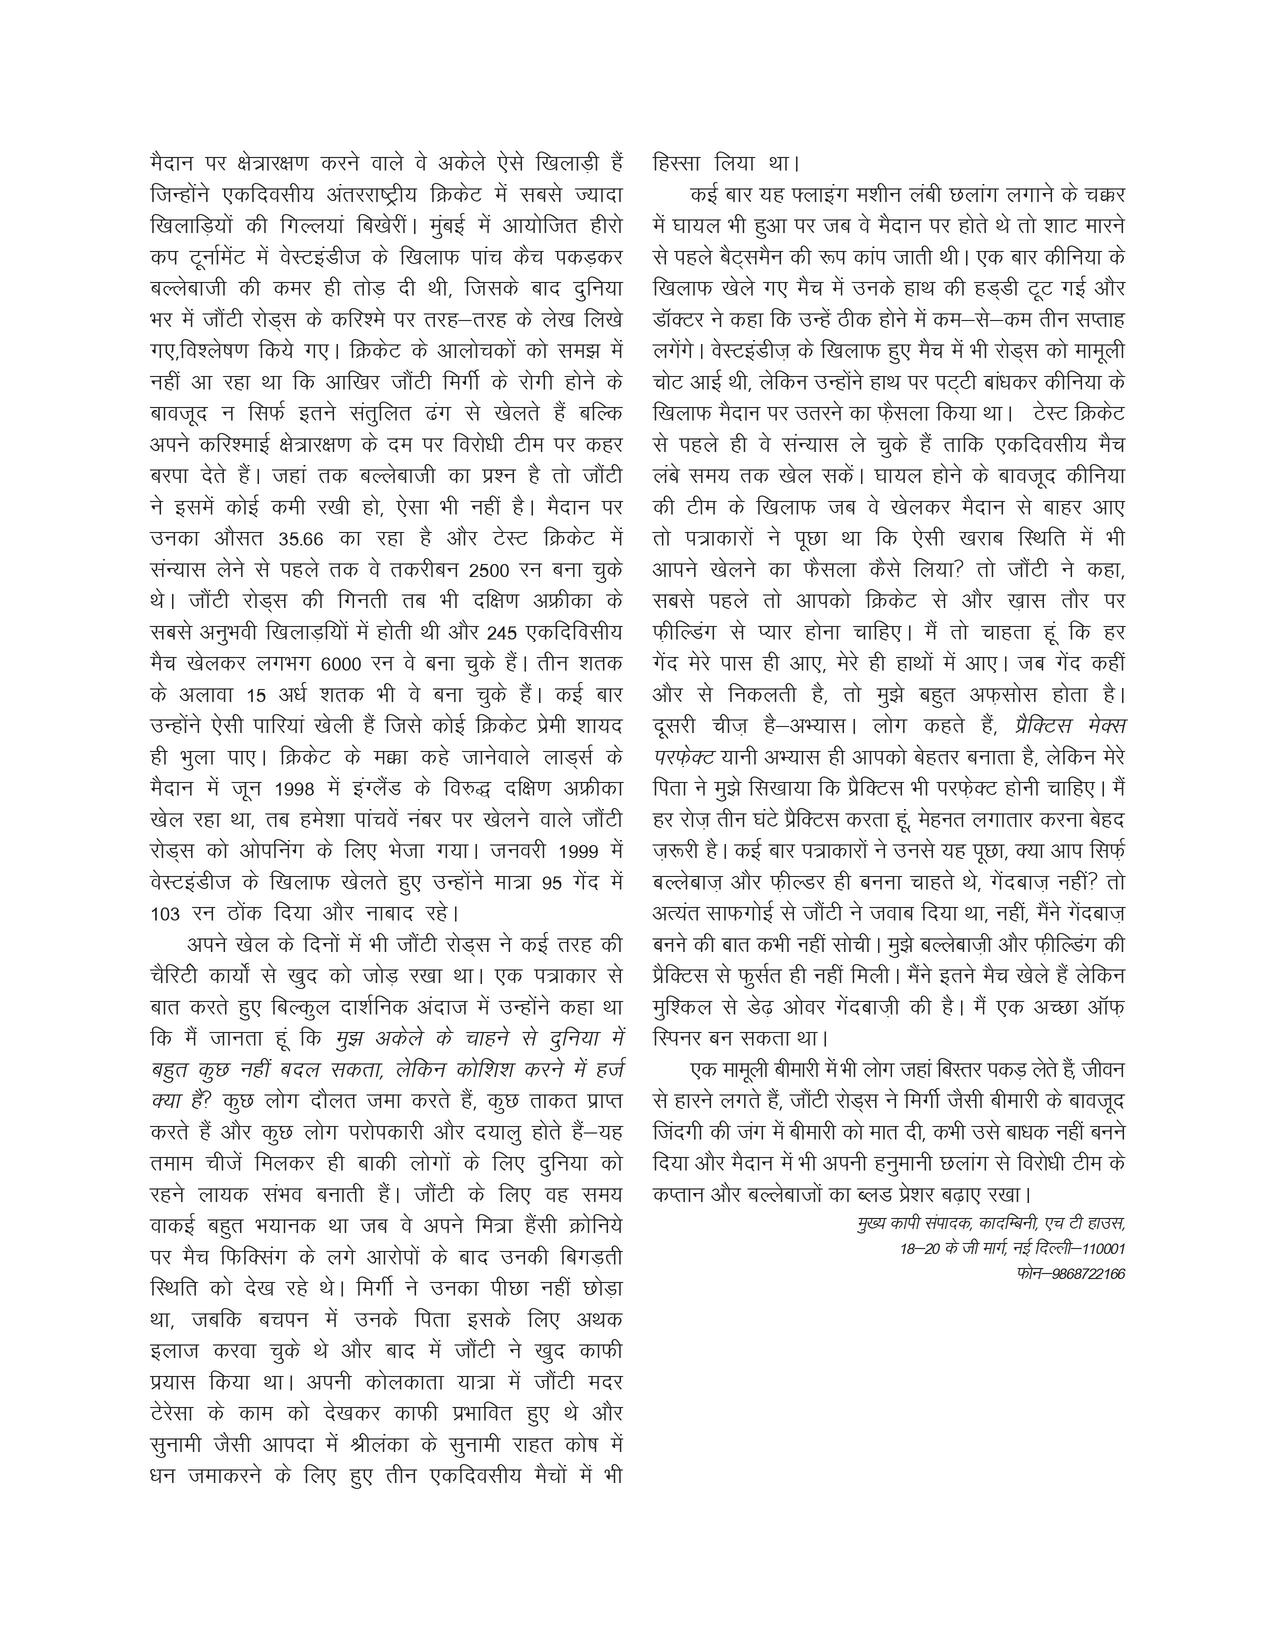 मैदान पर क्षेत्रारक्षण करने वाले वे अकेले ऐसे खिलाड़ी हैं
जिन्होंने एकदिवसीय अंतरराष्ट्रीय क्रिकेट में सबसे ज्यादा
खिलाड़ियों की गिल्लयां बिखेरीं। मुंबई में आयोजित हीरो
कप टूर्नामेंट में वेस्टइंडीज के खिलाफ पांच कैच पकड़कर
बल्लेबाजी की कमर ही तोड़ दी थी, जिसके बाद दुनिया
भर में जौंटी रोड्स के करिश्मे पर तरह–तरह के लेख लिखे
गए,विश्लेषण किये गए। क्रिकेट के आलोचकों को समझ में
नहीं आ रहा था कि आखिर जौंटी मिर्गी के रोगी होने के
बावजूद न सिर्फ इतने संतुलित ढंग से खेलते हैं बल्कि
अपने करिश्माई क्षेत्रारक्षण के दम पर विरोधी टीम पर कहर
बरपा देते हैं। जहां तक बल्लेबाजी का प्रश्न है तो जौंटी
ने इसमें कोई कमी रखी हो, ऐसा भी नहीं है। मैदान पर
उनका औसत 35.66 का रहा है और टेस्ट क्रिकेट में
संन्यास लेने से पहले तक वे तकरीबन 2500 रन बना चुके
थे। जौंटी रोड्स की गिनती तब भी दक्षिण अफ्रीका के
सबसे अनुभवी खिलाड़ियों में होती थी और 245 एकदिविसीय
मैच खेलकर लगभग 6000 रन वे बना चुके हैं। तीन शतक
के अलावा 15 अर्ध शतक भी वे बना चुके हैं। कई बार
उन्होंने ऐसी पारियां खेली हैं जिसे कोई क्रिकेट प्रेमी शायद
ही भुला पाए। क्रिकेट के मक्का कहे जानेवाले लार्ड्स के
मैदान में जून 1998 में इंग्लैंड के विरुद्ध दक्षिण अफ्रीका
खेल रहा था, तब हमेशा पांचवें नंबर पर खेलने वाले जौंटी
रोड्स को ओपनिंग के लिए भेजा गया। जनवरी 1999 में
वेस्टइंडीज के खिलाफ खेलते हुए उन्होंने मात्रा 95 गेंद में
103 रन ठोंक दिया और नाबाद रहे।
अपने खेल के दिनों में भी जौंटी रोड्स ने कई तरह की
चैरिटी कार्यों से खुद को जोड़ रखा था। एक पत्राकार से
बात करते हुए बिल्कुल दार्शनिक अंदाज में उन्होंने कहा था
कि मैं जानता हूं कि मुझ अकेले के चाहने से दुनिया में
बहुत कुछ नहीं बदल सकता, लेकिन कोशिश करने में हर्ज
क्या है? कुछ लोग दौलत जमा करते हैं, कुछ ताकत प्राप्त
करते हैं और कुछ लोग परोपकारी और दयालु होते हैं–यह
तमाम चीजें मिलकर ही बाकी लोगों के लिए दुनिया को
रहने लायक संभव बनाती हैं। जौंटी के लिए वह समय
वाकई बहुत भयानक था जब वे अपने मित्रा हैंसी क्रोनिये
पर मैच फिक्सिंग के लगे आरोपों के बाद उनकी बिगड़ती
स्थिति को देख रहे थे। मिर्गी ने उनका पीछा नहीं छोड़ा
था, जबकि बचपन में उनके पिता इसके लिए अथक
इलाज करवा चुके थे और बाद में जौंटी ने खुद काफी
प्रयास किया था। अपनी कोलकाता यात्रा में जौंटी मदर
टेरेसा के काम को देखकर काफी प्रभावित हुए थे और
सुनामी जैसी आपदा में श्रीलंका के सुनामी राहत कोष में
धन जमाकरने के लिए हुए तीन एकदिवसीय मैचों में भी
हिस्सा लिया था।
कई बार यह फ्लाइंग मशीन लंबी छलांग लगाने के चक्कर
में घायल भी हुआ पर जब वे मैदान पर होते थे तो शाट मारने
से पहले बैट्समैन की रूप कांप जाती थी। एक बार कीनिया के
खिलाफ खेले गए मैच में उनके हाथ की हड्डी टूट गई और
डॉक्टर ने कहा कि उन्हें ठीक होने में कम–से–कम तीन सप्ताह
लगेंगे। वेस्टइंडीज़ के खिलाफ हुए मैच में भी रोड्स को मामूली
चोट आई थी, लेकिन उन्होंने हाथ पर पट्टी बांधकर कीनिया के
खिलाफ मैदान पर उतरने का फ़ैसला किया था। टेस्ट क्रिकेट
से पहले ही वे संन्यास ले चुके हैं ताकि एकदिवसीय मैच
लंबे समय तक खेल सकें। घायल होने के बावजूद कीनिया
की टीम के खिलाफ जब वे खेलकर मैदान से बाहर आए
तो पत्राकारों ने पूछा था कि ऐसी खराब स्थिति में भी
आपने खेलने का फैसला कैसे लिया? तो जौंटी ने कहा,
सबसे पहले तो आपको क्रिकेट से और ख़ास तौर पर
फ़ील्डिंग से प्यार होना चाहिए। मैं तो चाहता हूं कि हर
गेंद मेरे पास ही आए, मेरे ही हाथों में आए। जब गेंद कहीं
और से निकलती है, तो मुझे बहुत अफ़सोस होता है।
दूसरी चीज़ है–अभ्यास। लोग कहते हैं, प्रैक्टिस मेक्स
परफ़ेक्ट यानी अभ्यास ही आपको बेहतर बनाता है, लेकिन मेरे
पिता ने मुझे सिखाया कि प्रैक्टिस भी परफ़ेक्ट होनी चाहिए। मैं
हर रोज़ तीन घंटे प्रैक्टिस करता हूं, मेहनत लगातार करना बेहद
ज़रूरी है। कई बार पत्राकारों ने उनसे यह पूछा, क्या आप सिर्फ़
बल्लेबाज़ और फ़ील्डर ही बनना चाहते थे, गेंदबाज़ नहीं? तो
अत्यंत साफगोई से जौंटी ने जवाब दिया था, नहीं, मैंने गेंदबाज़
बनने की बात कभी नहीं सोची। मुझे बल्लेबाज़ी और फ़ील्डिंग की
प्रैक्टिस से फुर्सत ही नहीं मिली। मैंने इतने मैच खेले हैं लेकिन
मुश्किल से डेढ़ ओवर गेंदबाज़ी की है। मैं एक अच्छा ऑफ़
स्पिनर बन सकता था।
एक मामूली बीमारी में भी लोग जहां बिस्तर पकड़ लेते हैं, जीवन
से हारने लगते हैं, जौंटी रोड्स ने मिर्गी जैसी बीमारी के बावजूद
जिंदगी की जंग में बीमारी को मात दी, कभी उसे बाधक नहीं बनने
दिया और मैदान में भी अपनी हनुमानी छलांग से विरोधी टीम के
कप्तान और बल्लेबाजों का ब्लड प्रेशर बढ़ाए रखा।
मुख्य कापी संपादक, कादम्बिनी, एच टी हाउस,
18–20 के जी मार्ग, नई दिल्ली–110001
फोन–9868722166